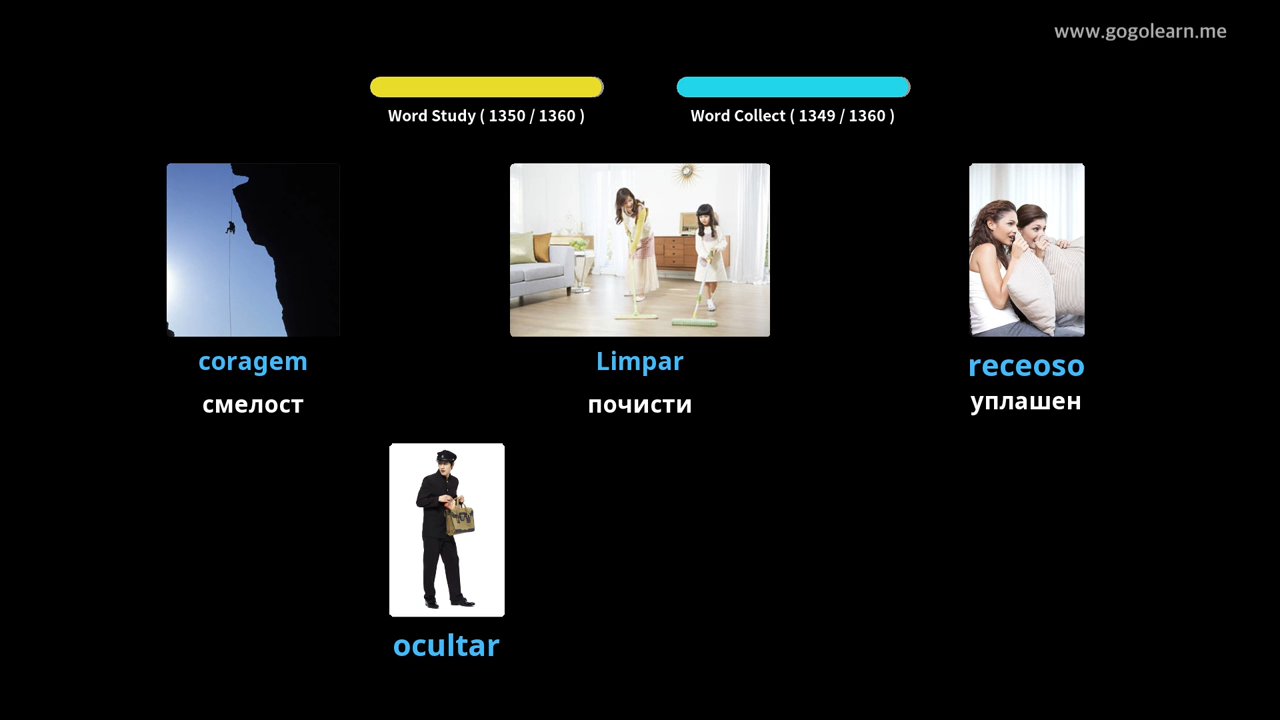 www.gogolearn.me
Word Study ( 1350 / 1360 )
Word Collect ( 1349 / 1360 )
coragem
смелост
Limpar
почисти
receoso
уплашен
ocultar